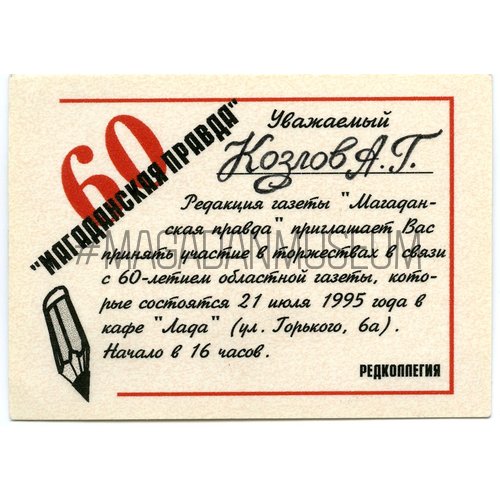 60
"МАГАДАНСКАЯ ПРАВДА"
Уважаемый
Козлов А.Г.
Редакция газеты "Магадан-
ская правда" приглашает Вас
принять участие в торжествах в связи
с 60-летием областной газеты, кото-
рые состоятся 21 июля 1995 года в
кафе "Лада" (ул. Горького, 6а).
Начало в 16 часов.
РЕДКОЛЛЕГИЯ
#MAGADANMUSEUM